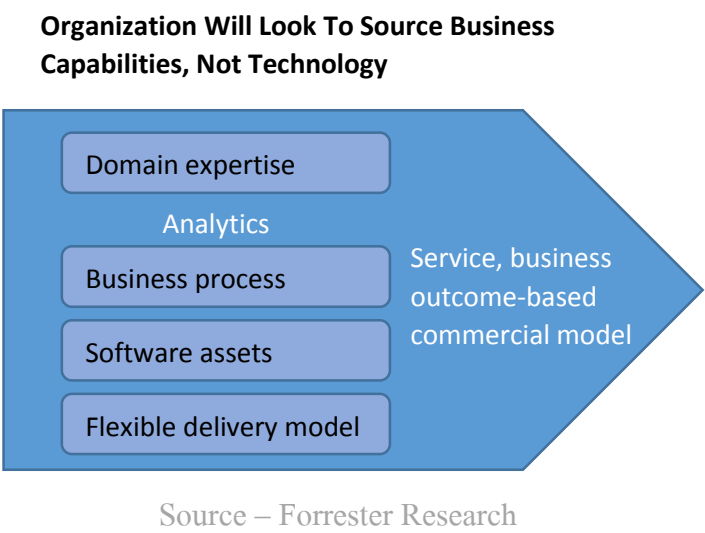 Organization Will Look To Source Business
Capabilities, Not Technology
Domain expertise
Analytics
Business process
Software assets
Flexible delivery model
Service, business
outcome-based
commercial model
Source – Forrester Research